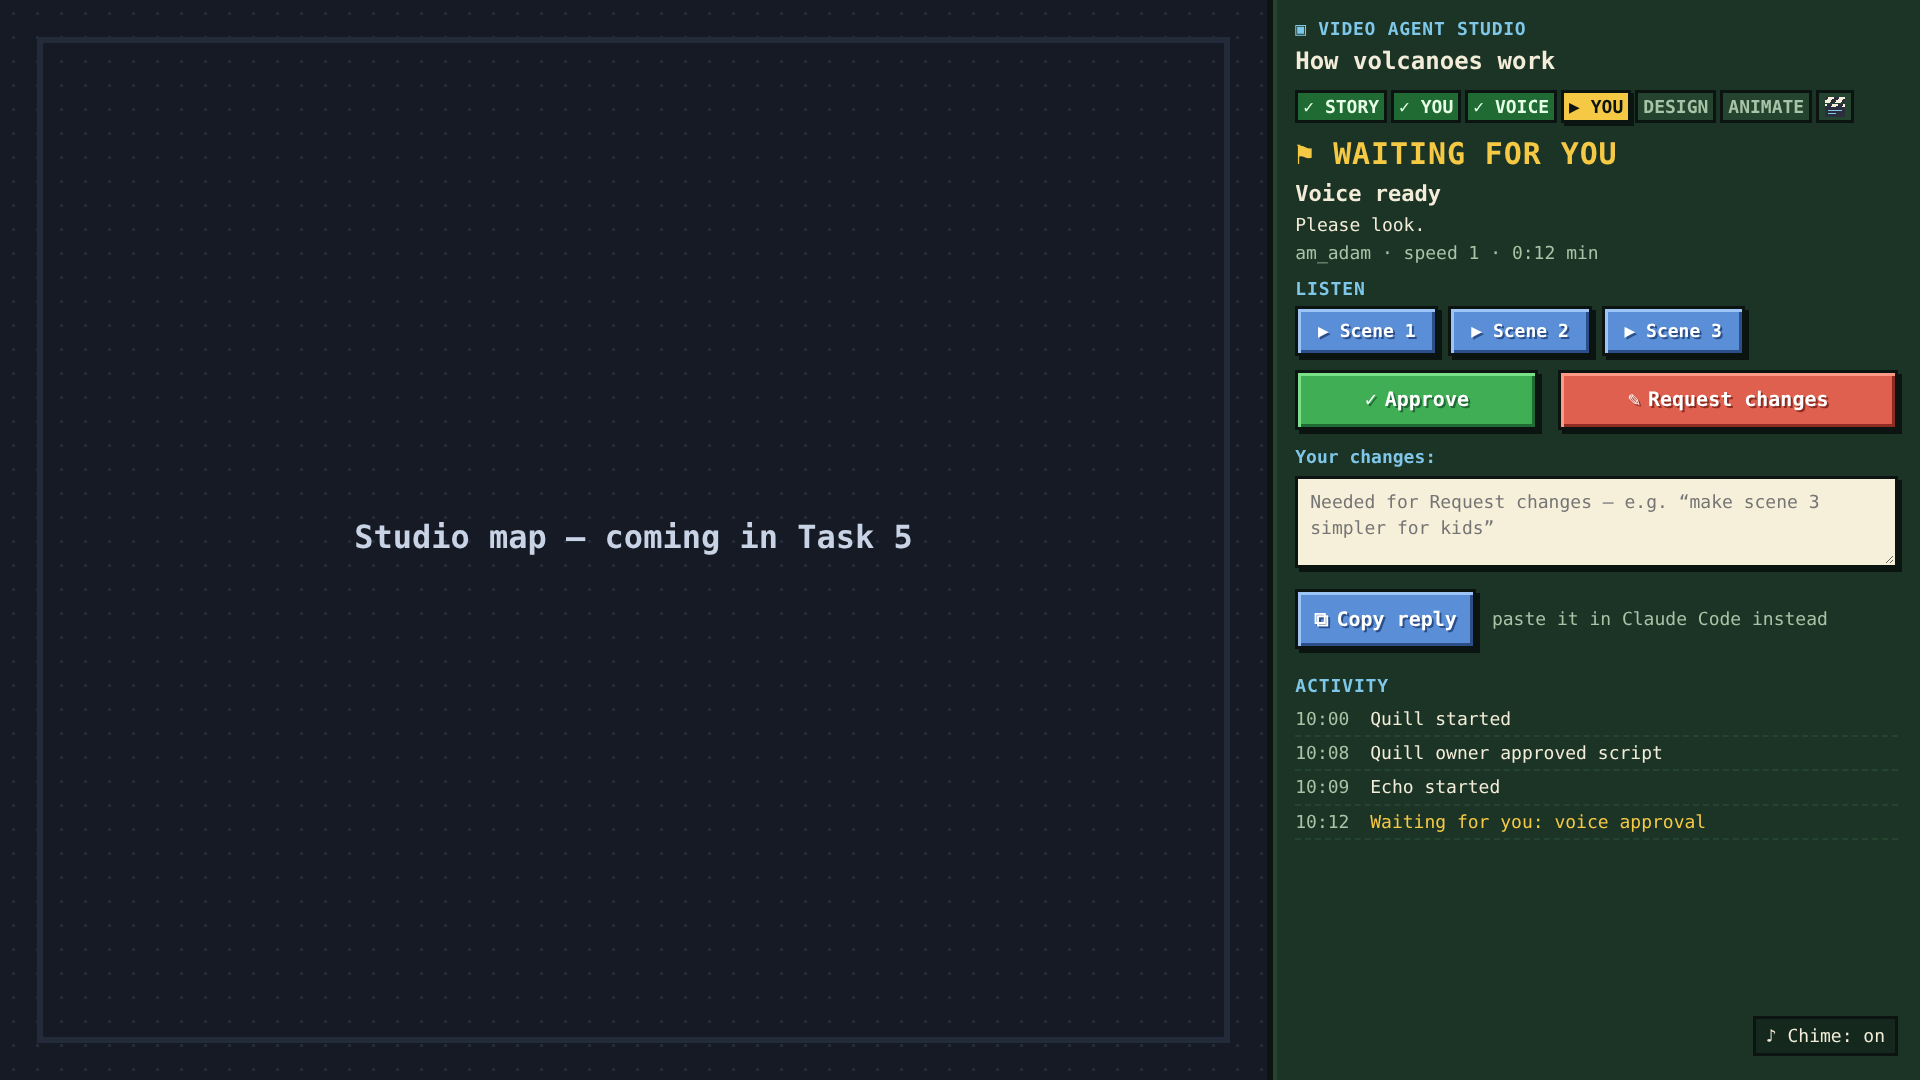 Studio map — coming in Task 5
▣ VIDEO AGENT STUDIO
How volcanoes work
✓ STORY ✓ YOU ✓ VOICE ▶ YOU DESIGN ANIMATE 🎬
⚑ WAITING FOR YOU
Voice ready
Please look.
am_adam · speed 1 · 0:12 min
LISTEN
▶ Scene 1 ▶ Scene 2 ▶ Scene 3
✓ Approve ✎ Request changes
Your changes:
Needed for Request changes — e.g. “make scene 3
simpler for kids”
⧉ Copy reply paste it in Claude Code instead
ACTIVITY
10:00 Quill started
10:08 Quill owner approved script
10:09 Echo started
10:12 Waiting for you: voice approval
♪ Chime: on